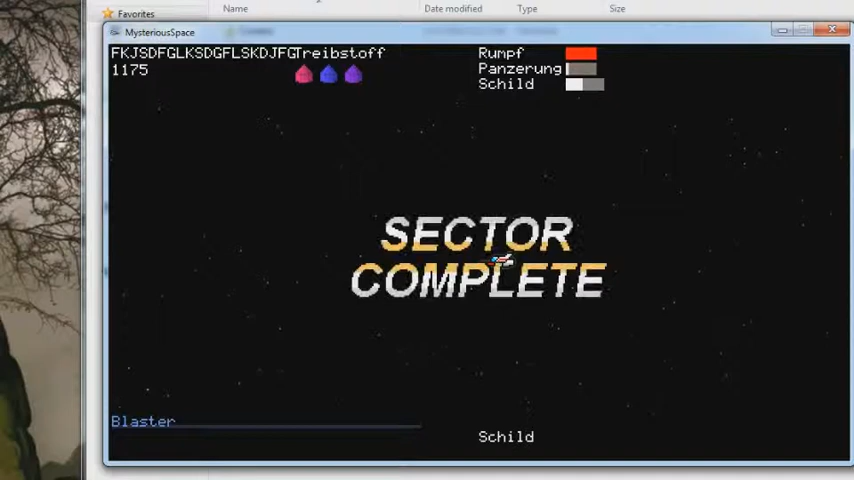 Favorites
Name
Date modified
Type
Size
MysteriousSpace
FKJSDFGLKSDGFLSKDJFGTreibstoff
1175
Rumpf
Panzerung
Schild
SECTOR
COMPLETE
Blaster
Schild